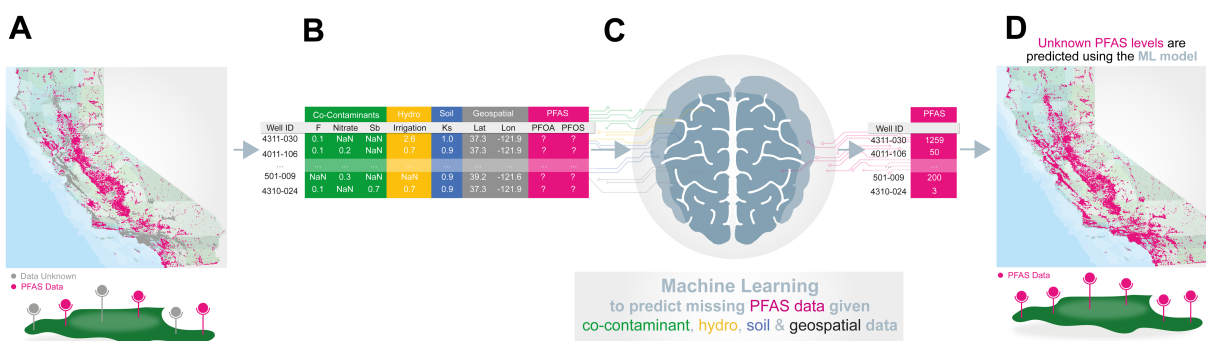 A
B
C
D
Unknown PFAS levels are
predicted using the ML model
Co-Contaminants Hydro Soil Geospatial PFAS
Well ID F Nitrate Sb Irrigation Ks Lat Lon PFOA PFOS
4311-030 0.1 NaN NaN 2.8 1.0 37.3 -121.9 ? ?
4011-106 0.1 0.2 NaN 0.7 0.9 37.3 -121.9 ? ?
... ... ... ... ... ... ... ... ... ...
501-009 NaN 0.3 NaN NaN 0.9 39.2 -121.6 ? ?
4310-024 0.1 NaN 0.7 0.7 0.9 37.3 -121.9 ? ?
PFAS
Well ID
4311-030 1259
4011-106 50
... ...
501-009 200
4310-024 3
Data Unknown
PFAS Data
Machine Learning
to predict missing PFAS data given
co-contaminant, hydro, soil & geospatial data
PFAS Data